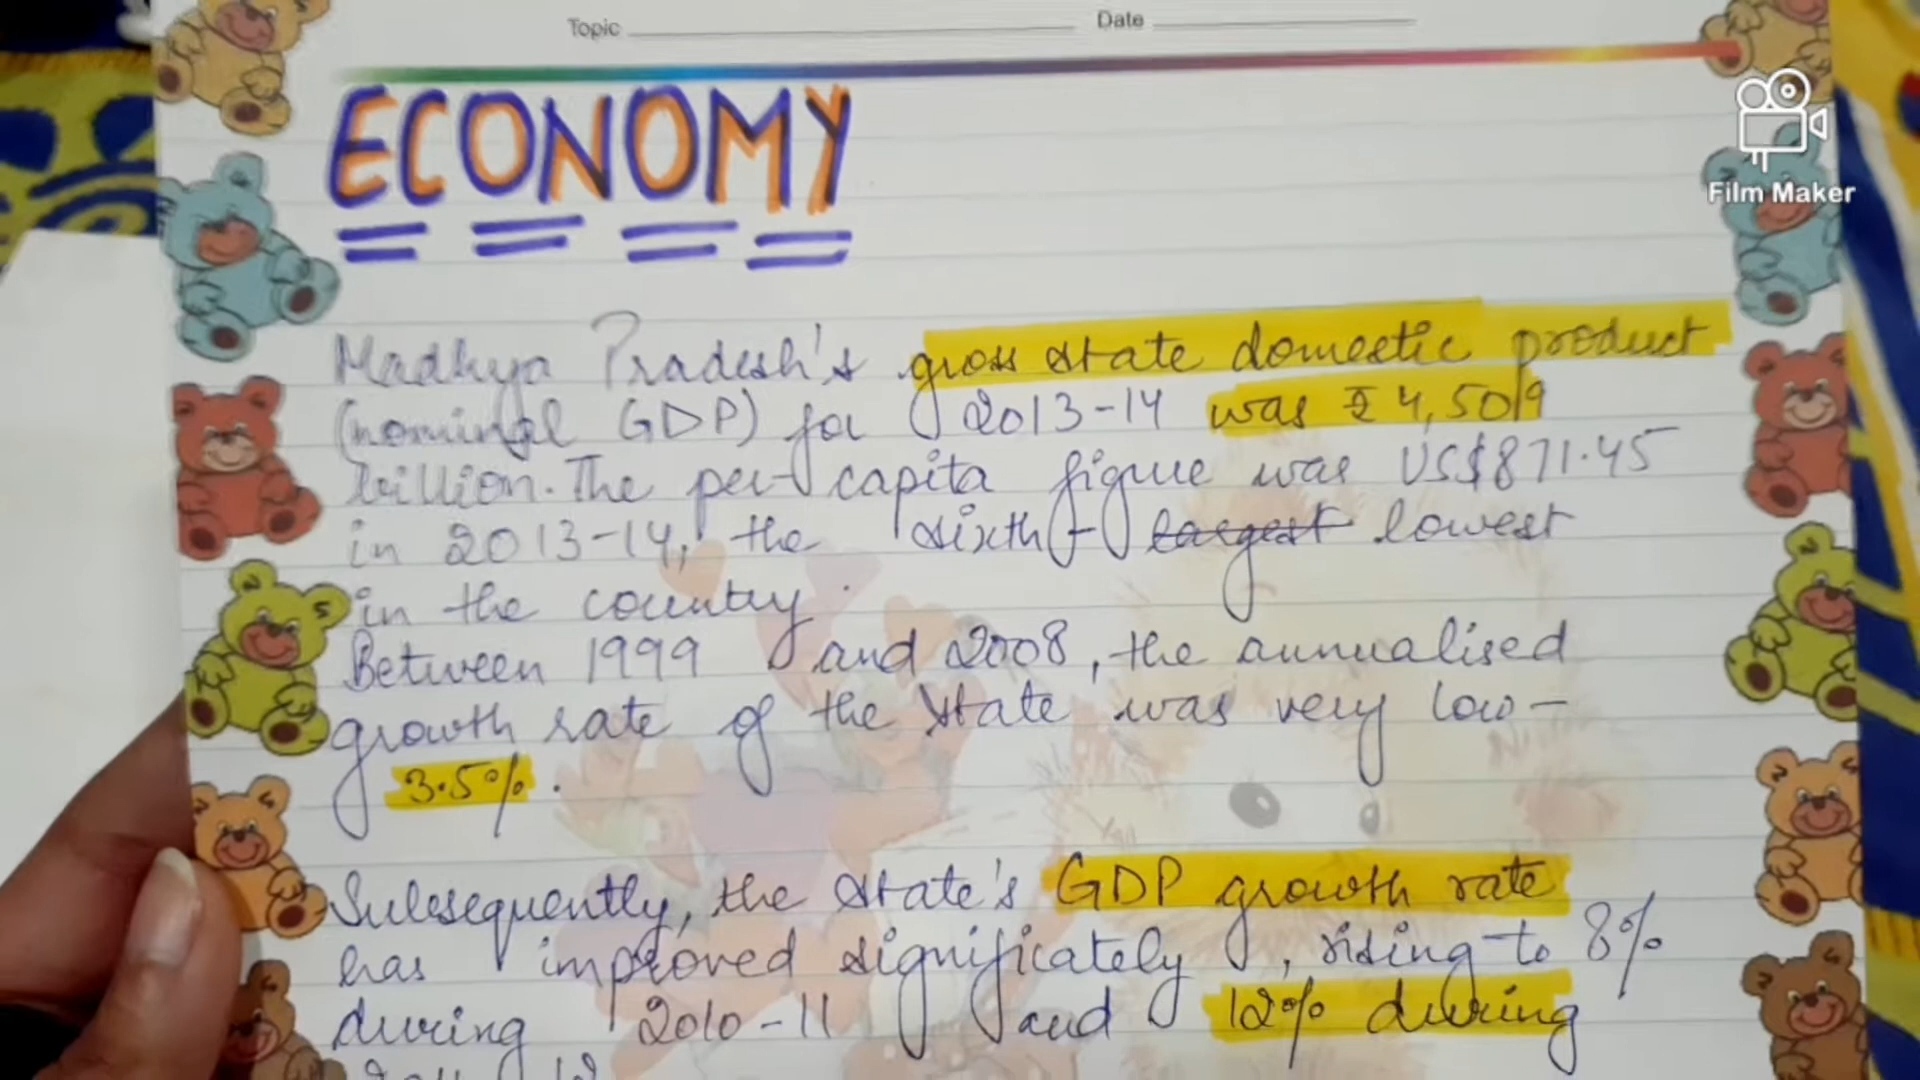 Topic
Date
ECONOMY
Film Maker
Madhya Pradesh's gross state domestic product
(nominal GDP) for 2013-14 was ₹ 4,509
billion. The per-capita figure was US$871.45
in 2013-14, the sixth- largest lowest
in the country.
Between 1999 and 2008, the annualised
growth rate of the state was very low-
3.5%.
Subsequently, the state's GDP growth rate
has improved significately, rising to 8%
during 2010-11 and 12% during